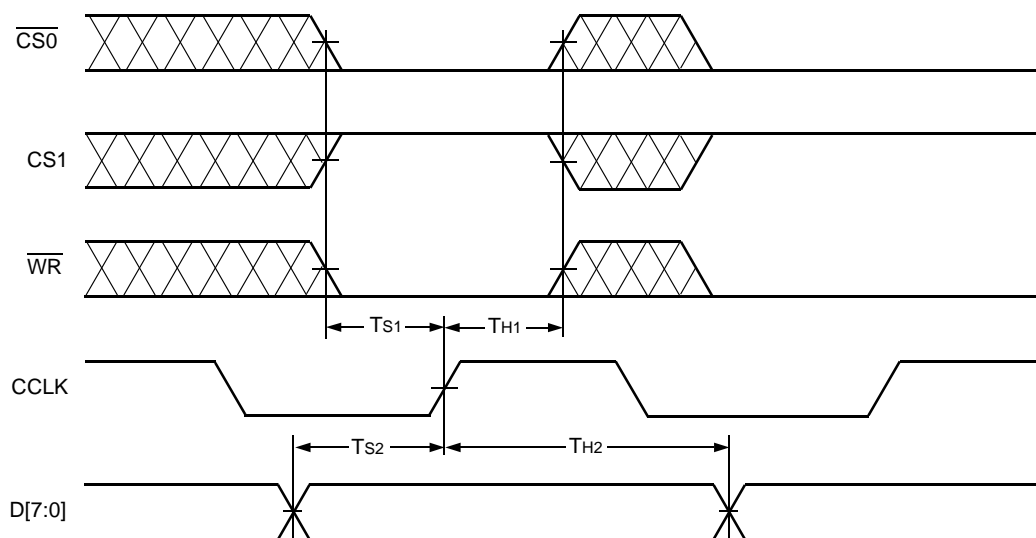 CS0
CS1
WR
TS1
TH1
CCLK
TS2
TH2
D[7:0]